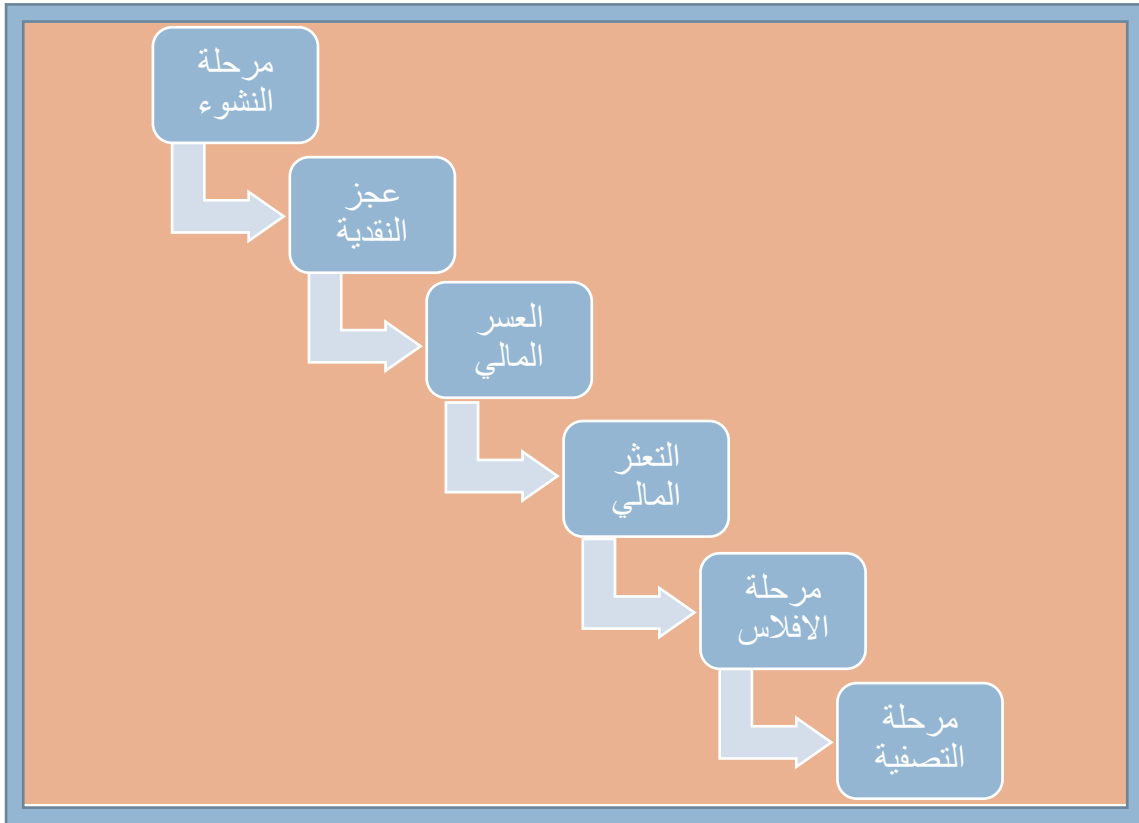 مرحلة
النشوء
عجز
النقدية
العسر
المالي
التعثر
المالي
مرحلة
الافلاس
مرحلة
التصفية